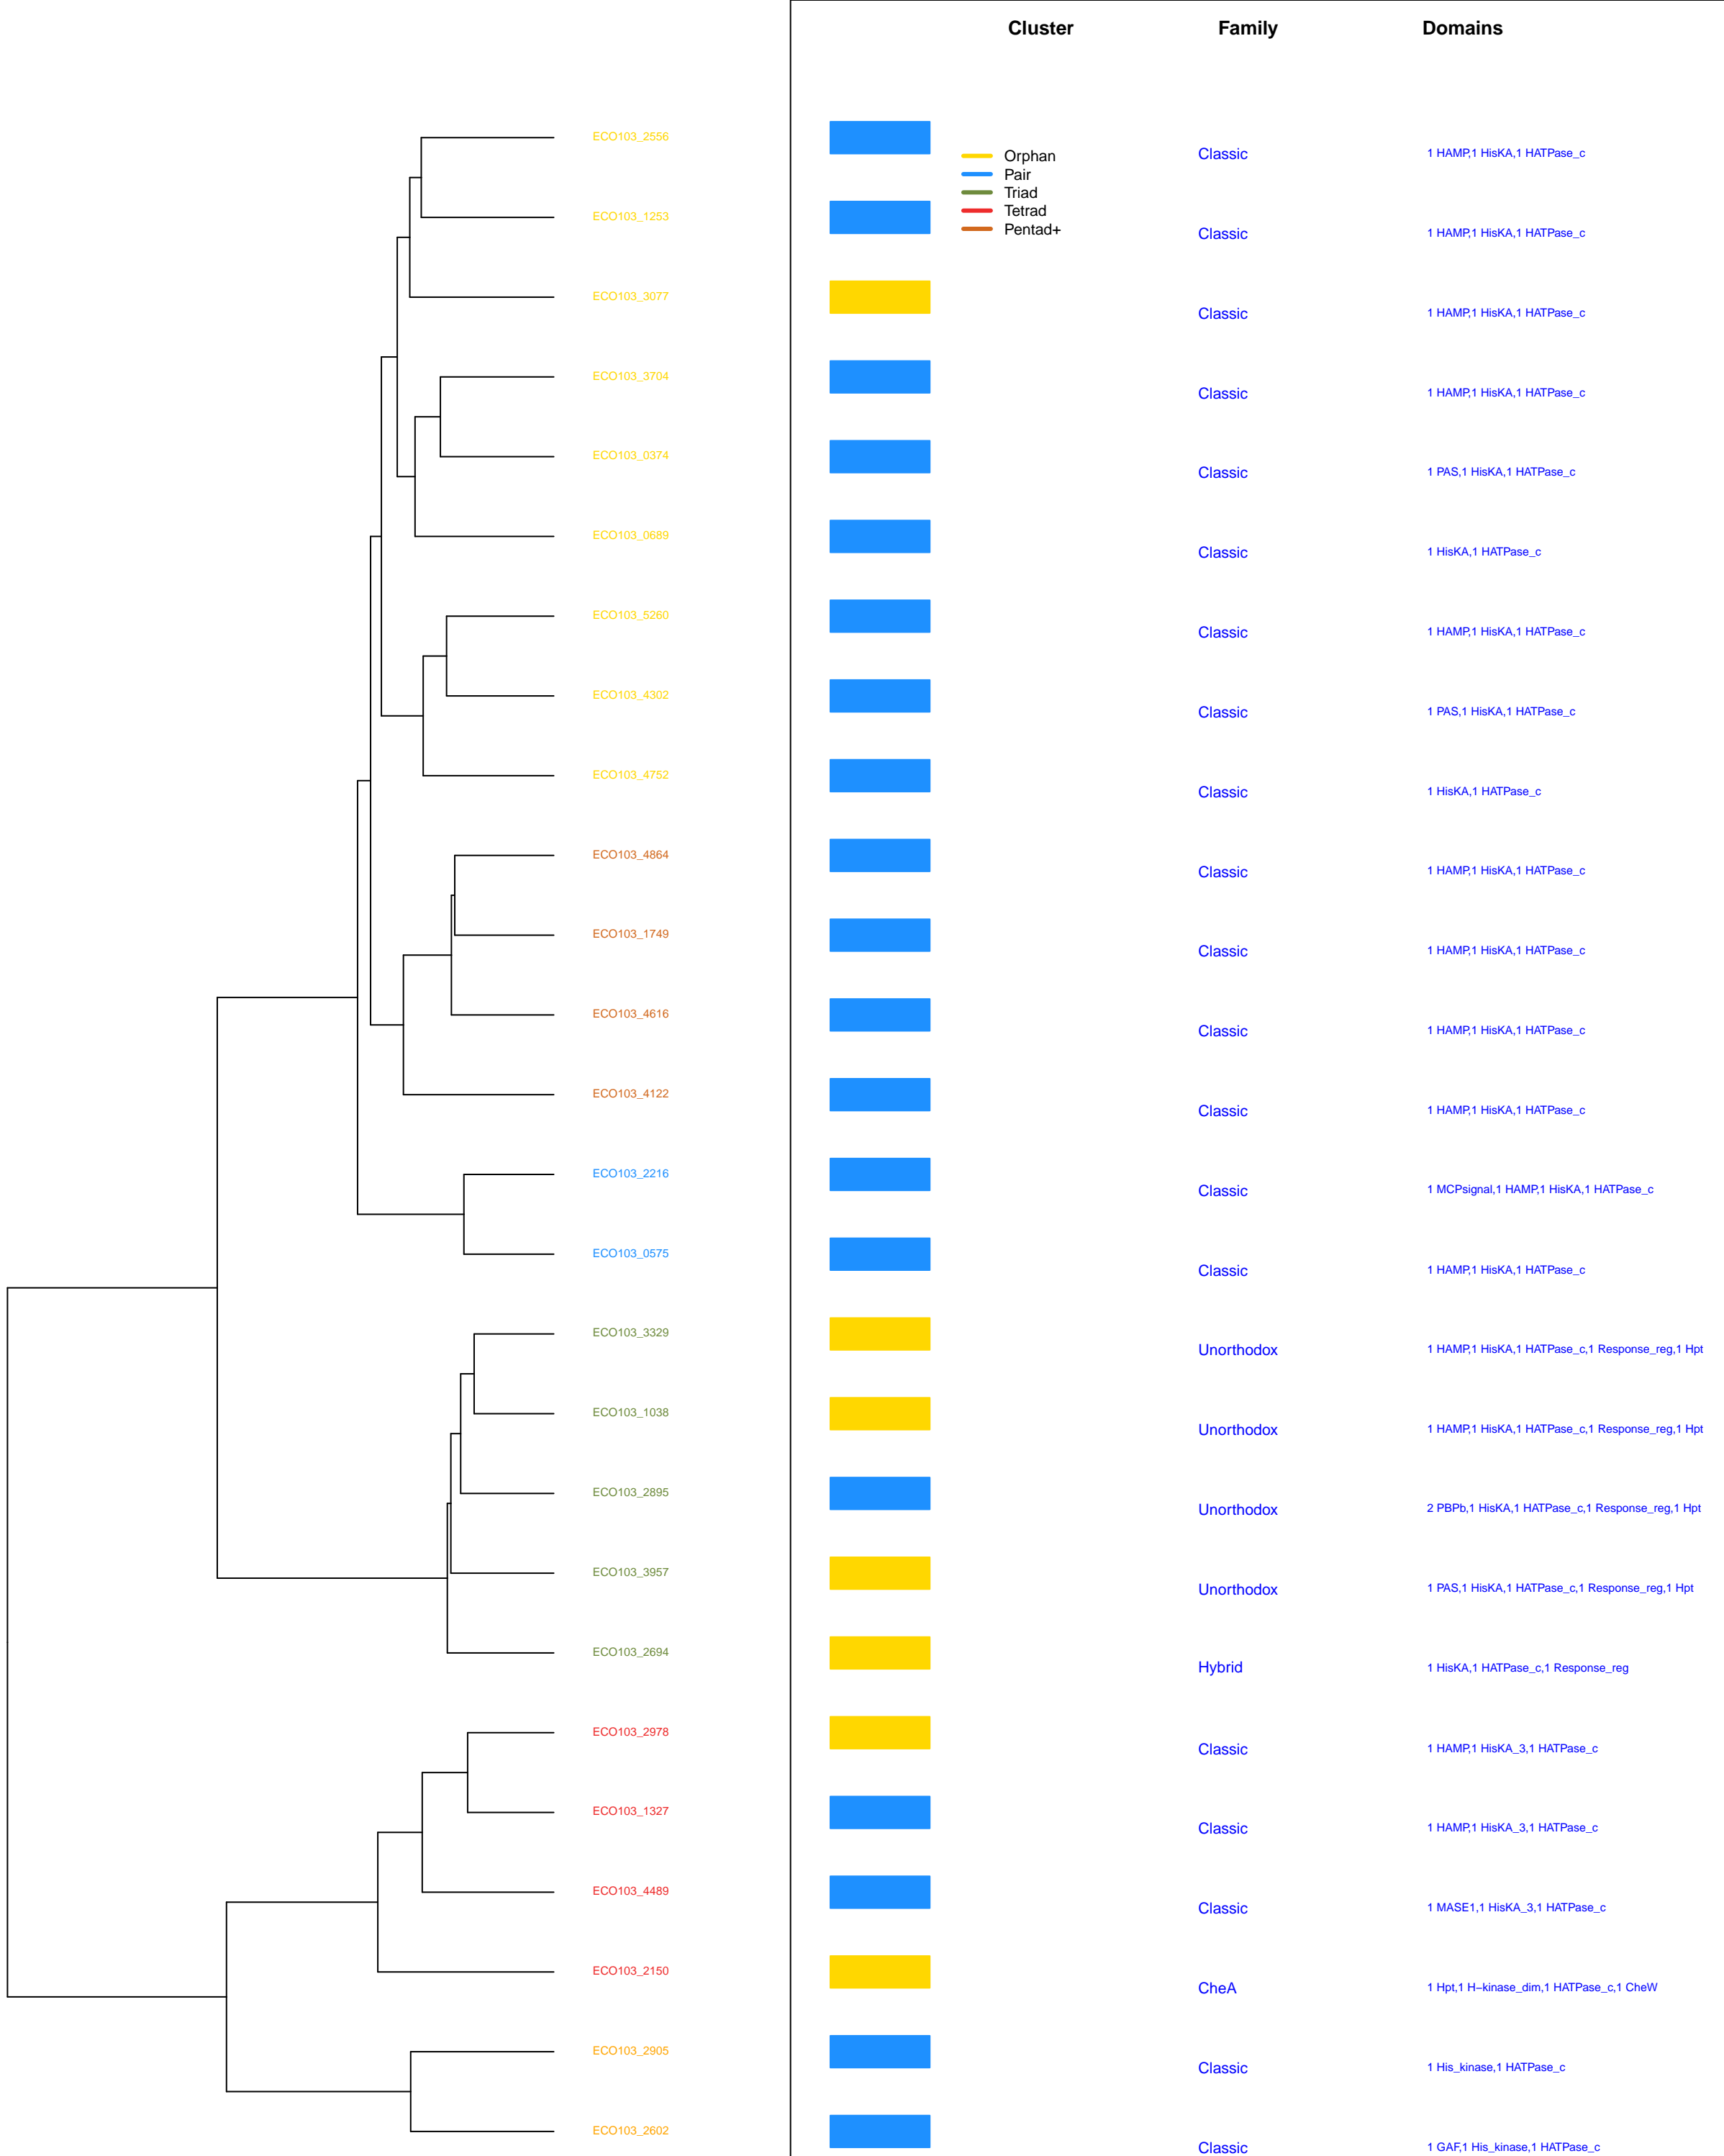 Cluster Family Domains
ECO103_2556 Orphan Classic 1 HAMP,1 HisKA,1 HATPase_c
Pair
Triad
ECO103_1253 Tetrad Classic 1 HAMP,1 HisKA,1 HATPase_c
Pentad+
ECO103_3077 Classic 1 HAMP,1 HisKA,1 HATPase_c
ECO103_3704 Classic 1 HAMP,1 HisKA,1 HATPase_c
ECO103_0374 Classic 1 PAS,1 HisKA,1 HATPase_c
ECO103_0689 Classic 1 HisKA,1 HATPase_c
ECO103_5260 Classic 1 HAMP,1 HisKA,1 HATPase_c
ECO103_4302 Classic 1 PAS,1 HisKA,1 HATPase_c
ECO103_4752 Classic 1 HisKA,1 HATPase_c
ECO103_4864 Classic 1 HAMP,1 HisKA,1 HATPase_c
ECO103_1749 Classic 1 HAMP,1 HisKA,1 HATPase_c
ECO103_4616 Classic 1 HAMP,1 HisKA,1 HATPase_c
ECO103_4122 Classic 1 HAMP,1 HisKA,1 HATPase_c
ECO103_2216 Classic 1 MCPsignal,1 HAMP,1 HisKA,1 HATPase_c
ECO103_0575 Classic 1 HAMP,1 HisKA,1 HATPase_c
ECO103_3329 Unorthodox 1 HAMP,1 HisKA,1 HATPase_c,1 Response_reg,1 Hpt
ECO103_1038 Unorthodox 1 HAMP,1 HisKA,1 HATPase_c,1 Response_reg,1 Hpt
ECO103_2895 Unorthodox 2 PBPb,1 HisKA,1 HATPase_c,1 Response_reg,1 Hpt
ECO103_3957 Unorthodox 1 PAS,1 HisKA,1 HATPase_c,1 Response_reg,1 Hpt
ECO103_2694 Hybrid 1 HisKA,1 HATPase_c,1 Response_reg
ECO103_2978 Classic 1 HAMP,1 HisKA_3,1 HATPase_c
ECO103_1327 Classic 1 HAMP,1 HisKA_3,1 HATPase_c
ECO103_4489 Classic 1 MASE1,1 HisKA_3,1 HATPase_c
ECO103_2150 CheA 1 Hpt,1 H−kinase_dim,1 HATPase_c,1 CheW
ECO103_2905 Classic 1 His_kinase,1 HATPase_c
ECO103_2602 Classic 1 GAF,1 His_kinase,1 HATPase_c